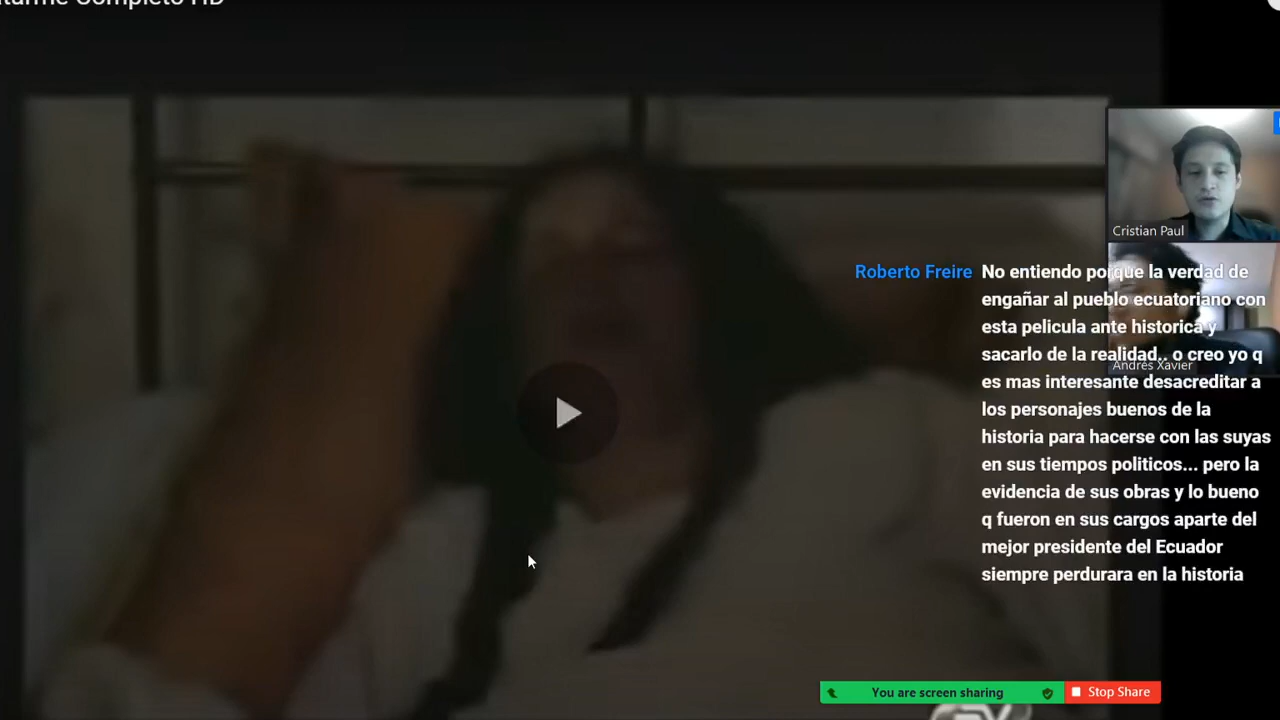 Completo HD
Cristian Paul
Roberto Freire No entiendo porque la verdad de
engañar al pueblo ecuatoriano con
esta pelicula ante historica y
sacarlo de la realidad.. o creo yo q
Andrés Xavier
es mas interesante desacreditar a
los personajes buenos de la
historia para hacerse con las suyas
en sus tiempos politicos... pero la
evidencia de sus obras y lo bueno
q fueron en sus cargos aparte del
mejor presidente del Ecuador
siempre perdurara en la historia
You are screen sharing Stop Share